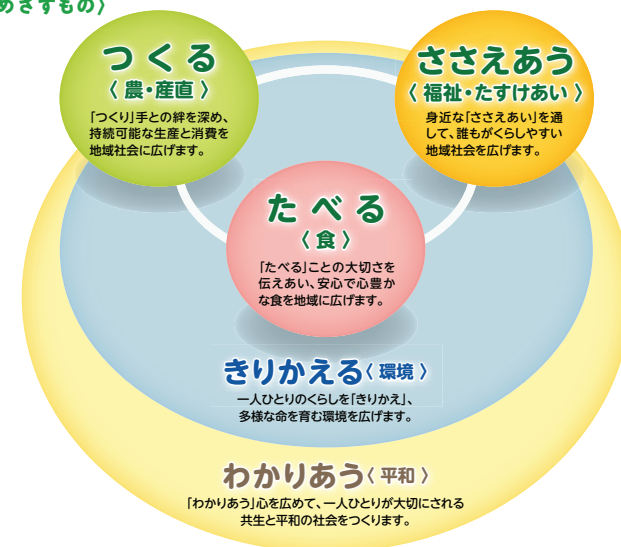 めざすもの〉
つくる
〈 農・産直 〉
「つくり」手との絆を深め、
持続可能な生産と消費を
地域社会に広げます。
ささえあう
〈 福祉・たすけあい 〉
身近な「ささえあい」を通
して、誰もがくらしやすい
地域社会を広げます。
たべる
〈 食 〉
「たべる」ことの大切さを
伝えあい、安心で心豊か
な食を地域に広げます。
きりかえる〈 環境 〉
一人ひとりのくらしを「きりかえ」、
多様な命を育む環境を広げます。
わかりあう〈 平和 〉
「わかりあう」心を広めて、一人ひとりが大切にされる
共生と平和の社会をつくります。